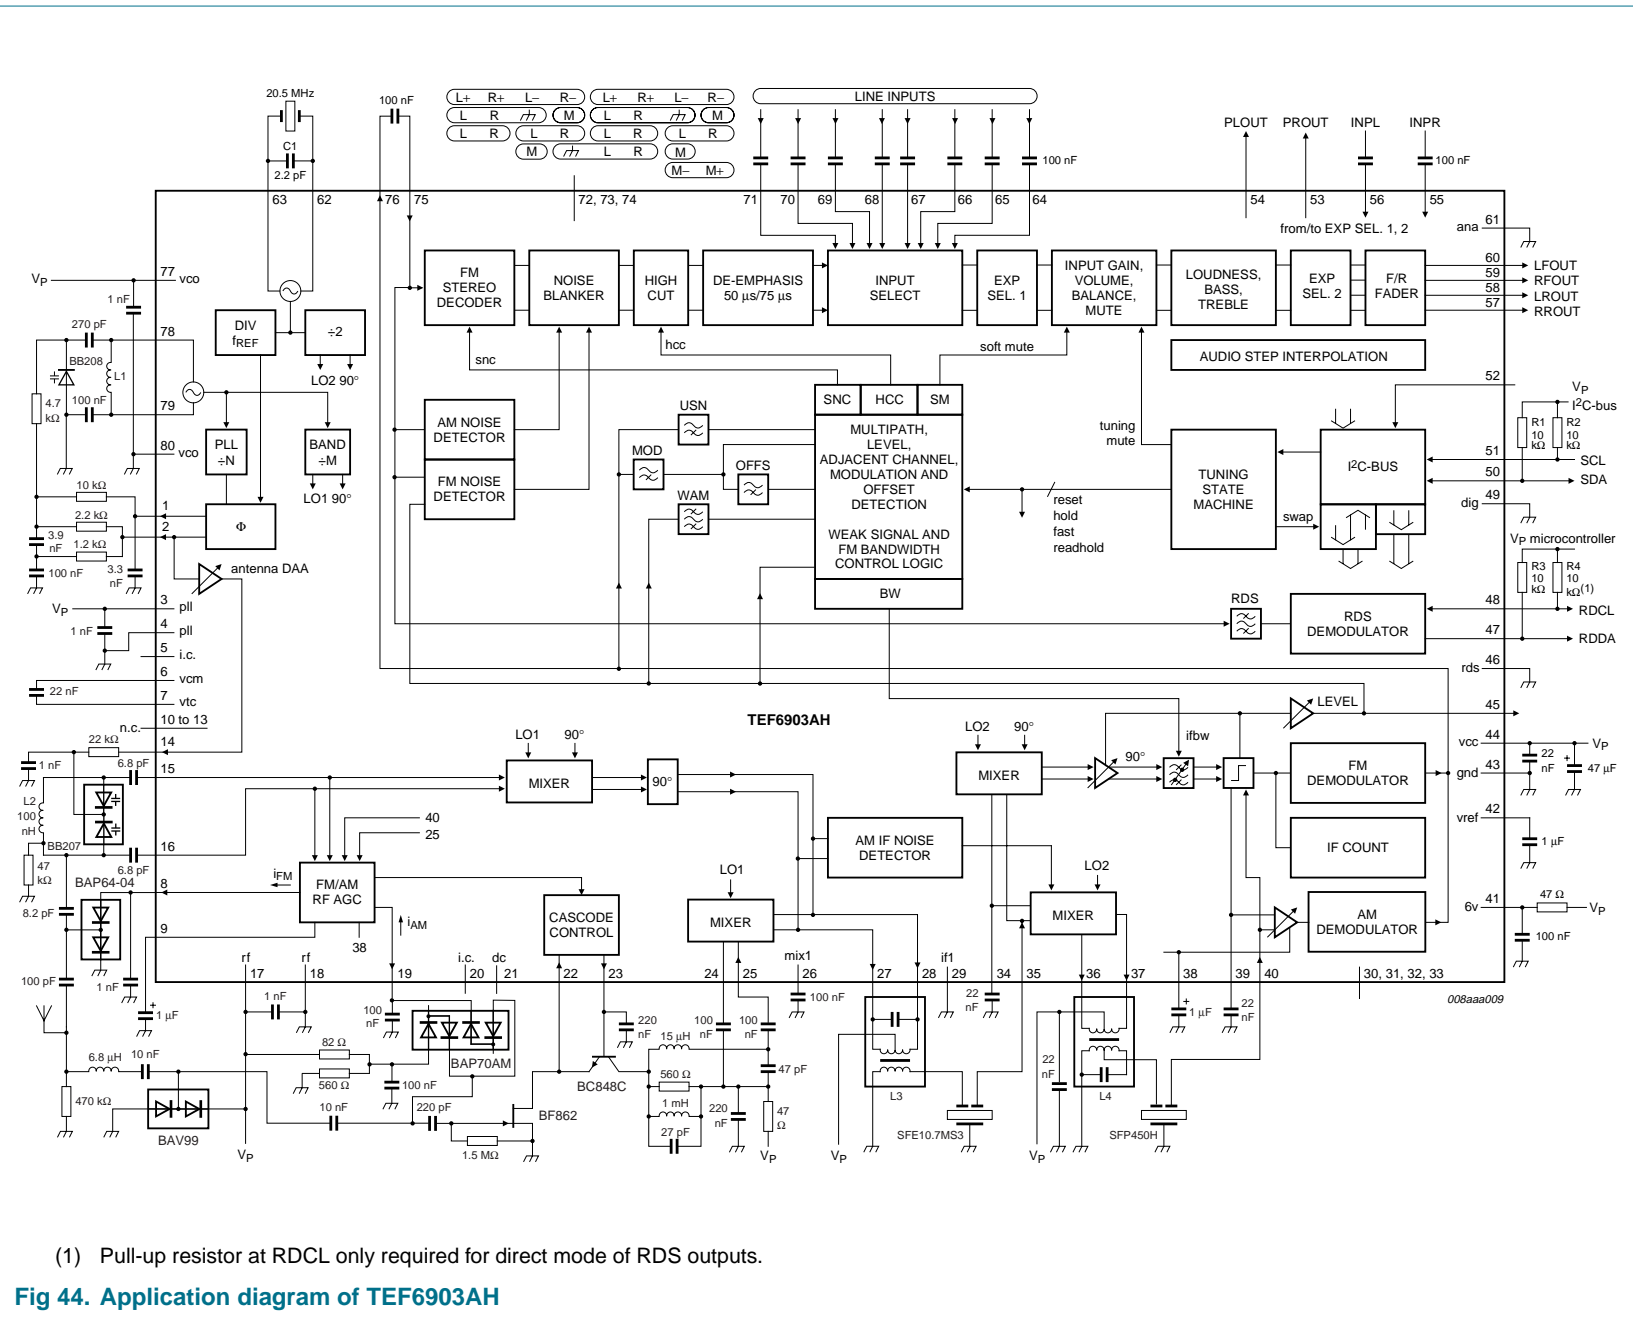 20.5 MHz
C1
2.2 pF
100 nF
L+ R+ L– R– L+ R+ L– R–
L R M L R M
L R L R L R L R
M L R M
M– M+
LINE INPUTS
100 nF
PLOUT PROUT INPL INPR
100 nF
63 62 76 75 72, 73, 74 71 70 69 68 67 66 65 64 54 53 56 55
from/to EXP SEL. 1, 2
61
ana
VP
77
vco
1 nF
FM STEREO DECODER
NOISE BLANKER
HIGH CUT
DE-EMPHASIS 50 μs/75 μs
INPUT SELECT
EXP SEL. 1
INPUT GAIN, VOLUME, BALANCE, MUTE
LOUDNESS, BASS, TREBLE
EXP SEL. 2
F/R FADER
60 LFOUT
59 RFOUT
58 LROUT
57 RROUT
270 pF
78
BB208
L1
4.7 kΩ
100 nF
79
80
vco
DIV fREF
÷2
LO2 90°
PLL ÷N
BAND ÷M
LO1 90°
snc
hcc
soft mute
AUDIO STEP INTERPOLATION
52
VP
I2C-bus
R1 10 kΩ
R2 10 kΩ
AM NOISE DETECTOR
FM NOISE DETECTOR
USN
MOD
OFFS
WAM
SNC HCC SM
MULTIPATH,
LEVEL,
ADJACENT CHANNEL,
MODULATION AND
OFFSET
DETECTION
WEAK SIGNAL AND
FM BANDWIDTH
CONTROL LOGIC
BW
tuning mute
reset
hold
fast
readhold
TUNING STATE MACHINE
swap
I2C-BUS
51 SCL
50 SDA
49
dig
VP microcontroller
R3 10 kΩ
R4 10 kΩ(1)
10 kΩ
2.2 kΩ
1.2 kΩ
3.9 nF
100 nF
3.3 nF
1
2
Φ
antenna DAA
VP
3 pll
1 nF
4 pll
5 i.c.
6 vcm
22 nF
7 vtc
10 to 13
n.c.
RDS
RDS DEMODULATOR
48 RDCL
47 RDDA
46
rds
TEF6903AH
LEVEL
45
14
22 kΩ
1 nF
6.8 pF
15
L2 100 nH
BB207
6.8 pF
16
47 kΩ
BAP64-04
8
8.2 pF
9
100 pF
1 nF
1 μF
LO1 90°
MIXER
90°
40
25
iFM
FM/AM RF AGC
iAM
38
CASCODE CONTROL
LO1
MIXER
AM IF NOISE DETECTOR
LO2 90°
MIXER
90°
ifbw
LO2
MIXER
FM DEMODULATOR
IF COUNT
AM DEMODULATOR
44
vcc
VP
22 nF
47 μF
43
gnd
42
vref
1 μF
41
6v
47 Ω
VP
100 nF
rf
17
rf
18
19
i.c.
20
dc
21
22
23
24
25
mix1
26
27
28
if1
29
34
35
36
37
38
39
40
30, 31, 32, 33
008aaa009
1 nF
100 nF
BAP70AM
220 nF
100 nF
100 nF
100 nF
22 nF
1 μF
22 nF
6.8 μH
10 nF
82 Ω
560 Ω
100 nF
470 kΩ
BAV99
VP
10 nF
220 pF
1.5 MΩ
BF862
BC848C
15 μH
560 Ω
1 mH
27 pF
220 nF
47 pF
47 Ω
VP
VP
L3
SFE10.7MS3
22 nF
VP
L4
SFP450H
(1) Pull-up resistor at RDCL only required for direct mode of RDS outputs.
Fig 44. Application diagram of TEF6903AH